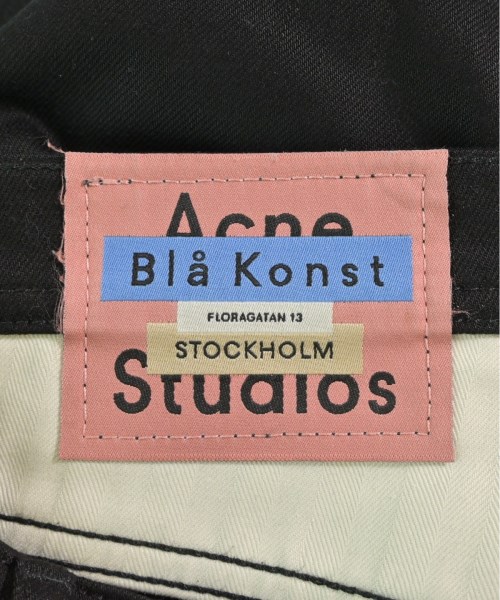 Acne
Blå Konst
FLORAGATAN 13
STOCKHOLM
Studios